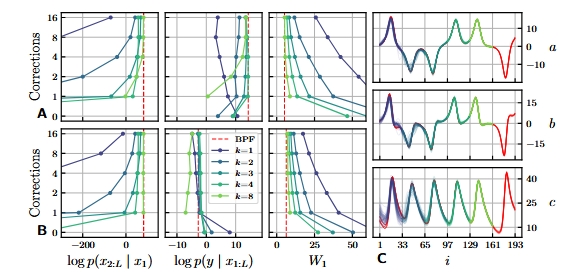 16
8
4
2
1
0
Corrections
A
16
8
4
2
1
0
Corrections
B
−200
0
log p(x2:L | x1)
−10
0
10
log p(y | x1:L)
BPF
k=1
k=2
k=3
k=4
k=8
0
25
50
W1
10
0
−10
a
15
0
−15
b
40
25
10
c
C
1
33
65
97
129
161
193
i